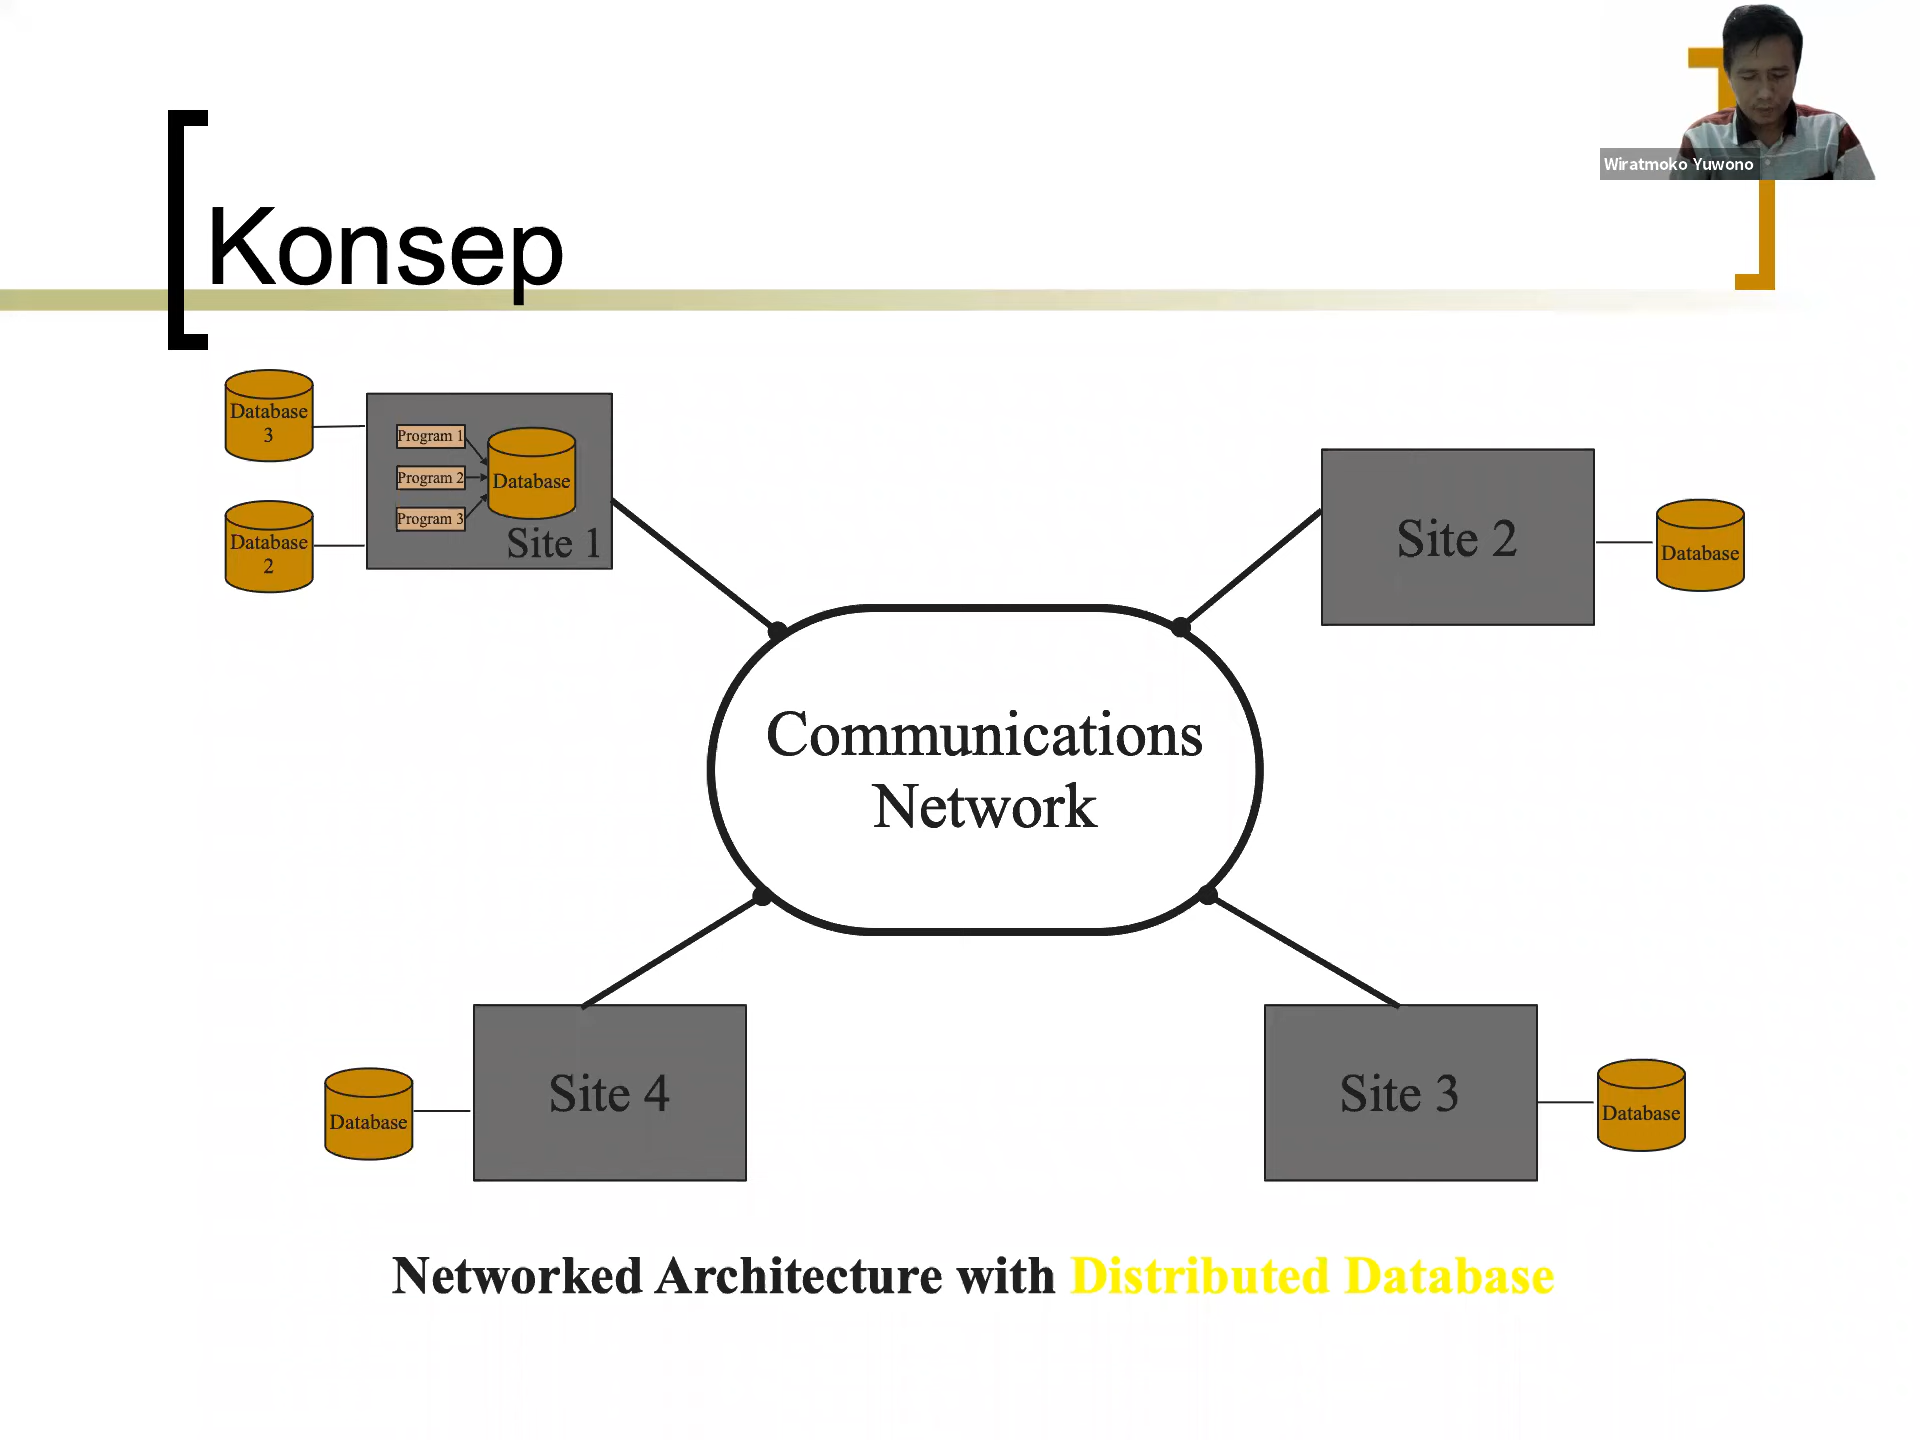 Wiratmoko Yuwono
Konsep
Database
3
Program 1
Program 2
Program 3
Database
Site 1
Database
2
Site 2
Database
Communications
Network
Site 4
Database
Site 3
Database
Networked Architecture with Distributed Database